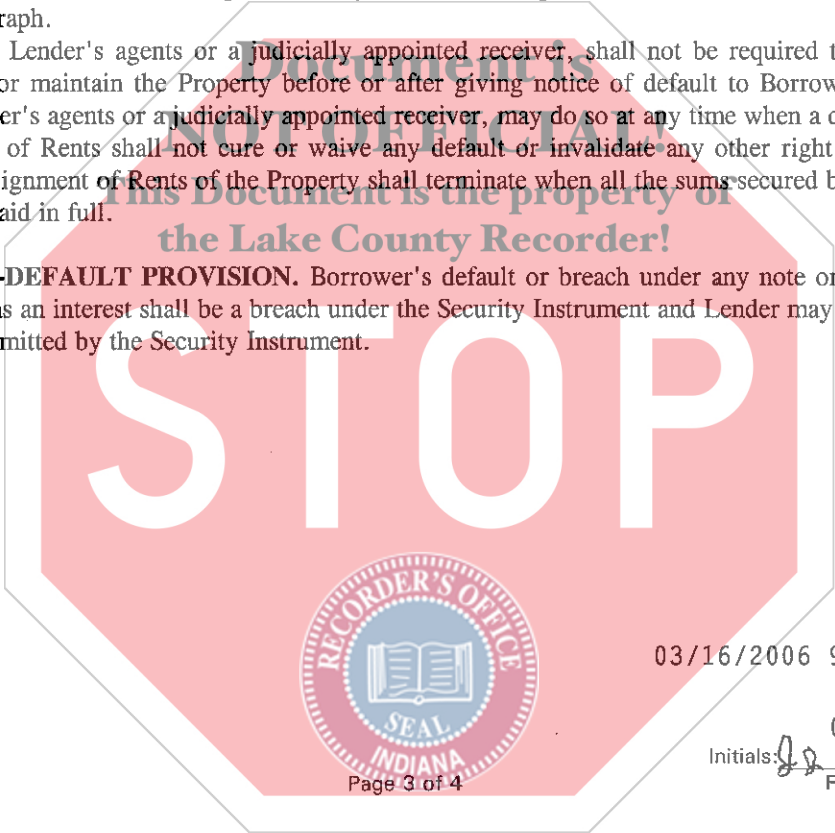 raph.
Lender's agents or a judicially appointed receiver, shall not be required t
or maintain the Property before or after giving notice of default to Borrow
er's agents or a judicially appointed receiver, may do so at any time when a d
of Rents shall not cure or waive any default or invalidate any other right
ignment of Rents of the Property shall terminate when all the sums secured b
aid in full.
-DEFAULT PROVISION. Borrower's default or breach under any note or
s an interest shall be a breach under the Security Instrument and Lender may
mitted by the Security Instrument.
Document is
NOT OFFICIAL!
This Document is the property of
the Lake County Recorder!
STOP
RECORDER'S OFFICE
SEAL
INDIANA
03/16/2006 9
Initials:
Page 3 of 4